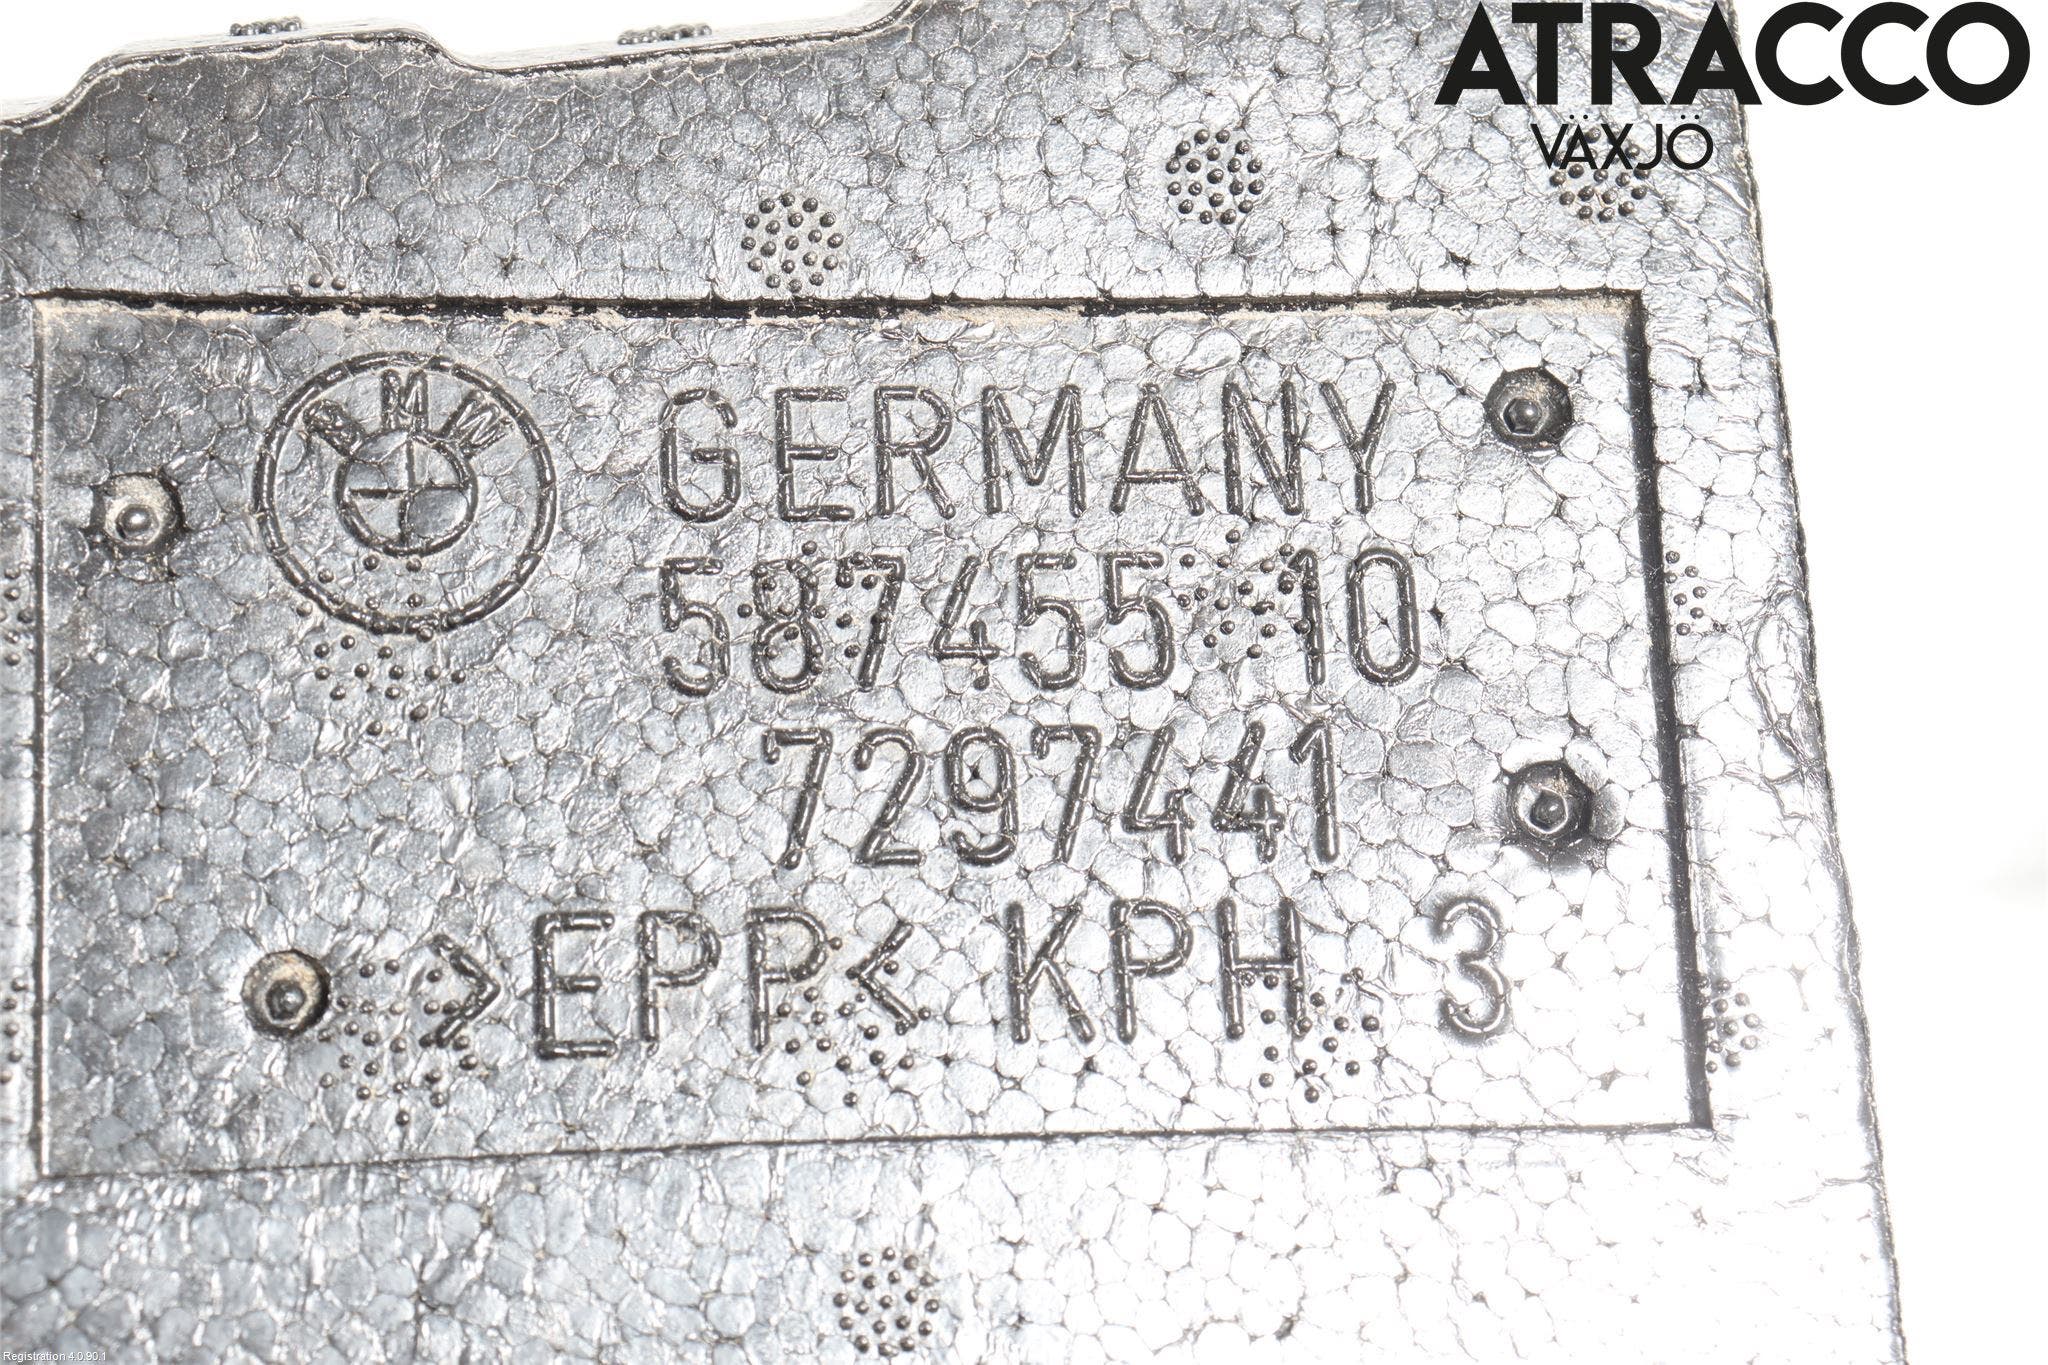 ATRACCO
VÄXJÖ
BMW
GERMANY
587455 10
7297441
>EPP< KPH 3
Registration 4.0.90.1